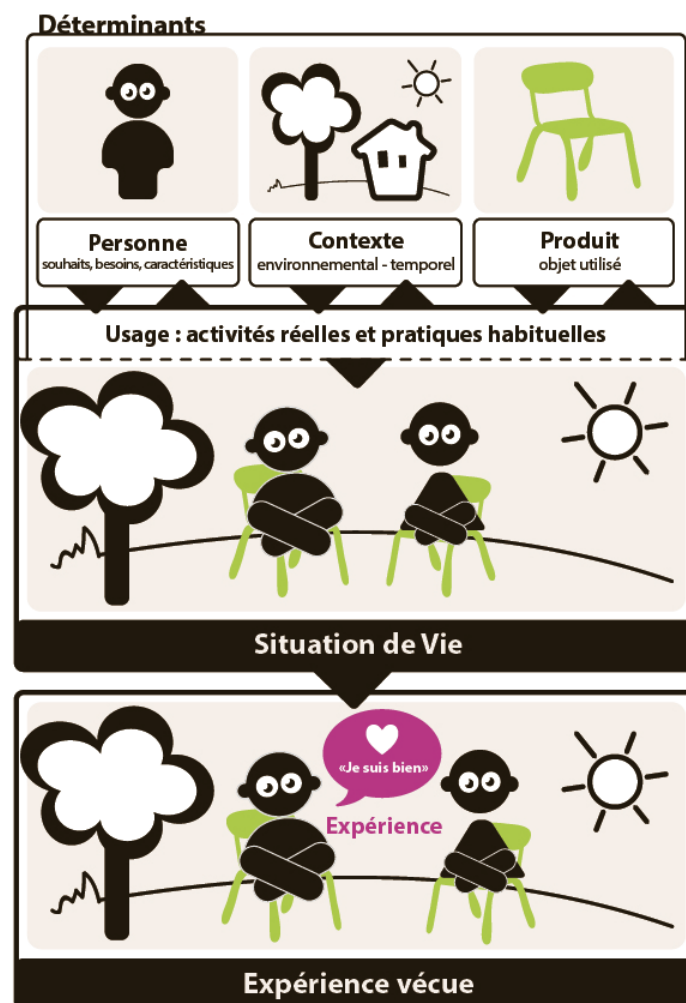 Déterminants
Personne
souhaits, besoins, caractéristiques
Contexte
environnemental - temporel
Produit
objet utilisé
Usage : activités réelles et pratiques habituelles
Situation de Vie
«Je suis bien»
Expérience
Expérience vécue